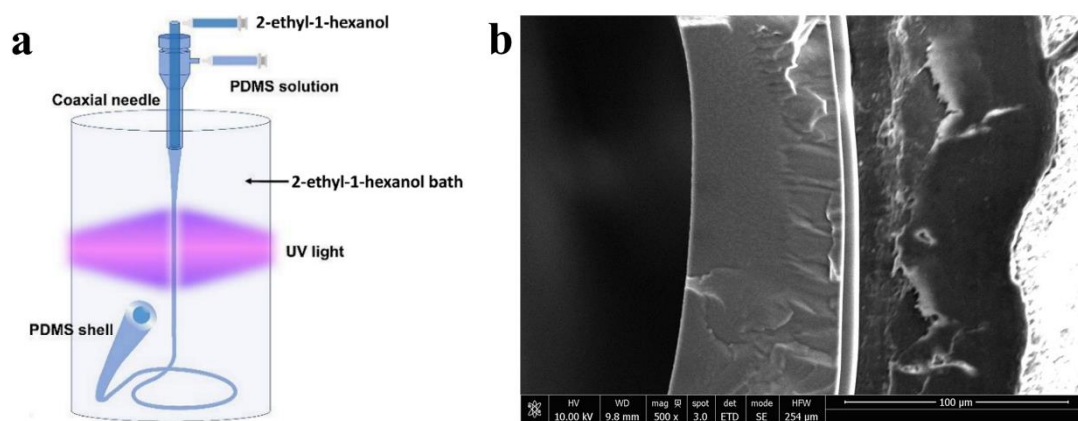 a
2-ethyl-1-hexanol
PDMS solution
Coaxial needle
2-ethyl-1-hexanol bath
UV light
PDMS shell
b
HV WD mag spot det mode HFW
10.00 kV 9.8 mm 500 x 3.0 ETD SE 254 µm
100 µm